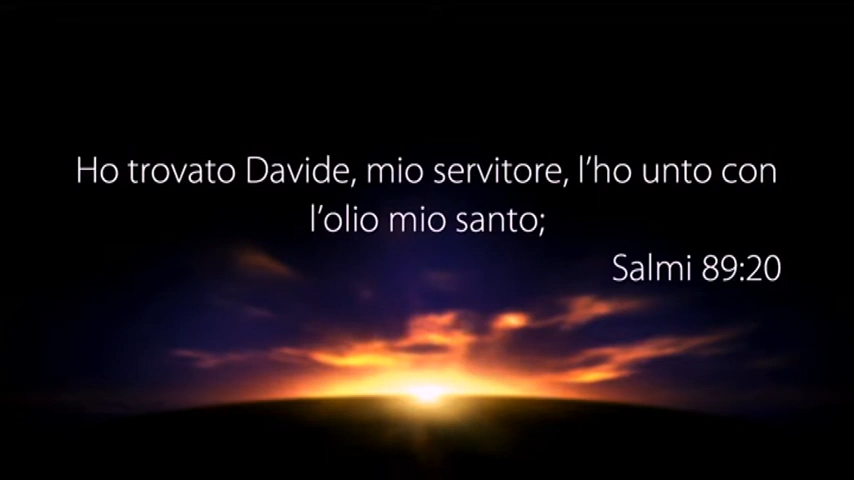 Ho trovato Davide, mio servitore, l’ho unto con
l’olio mio santo;
Salmi 89:20